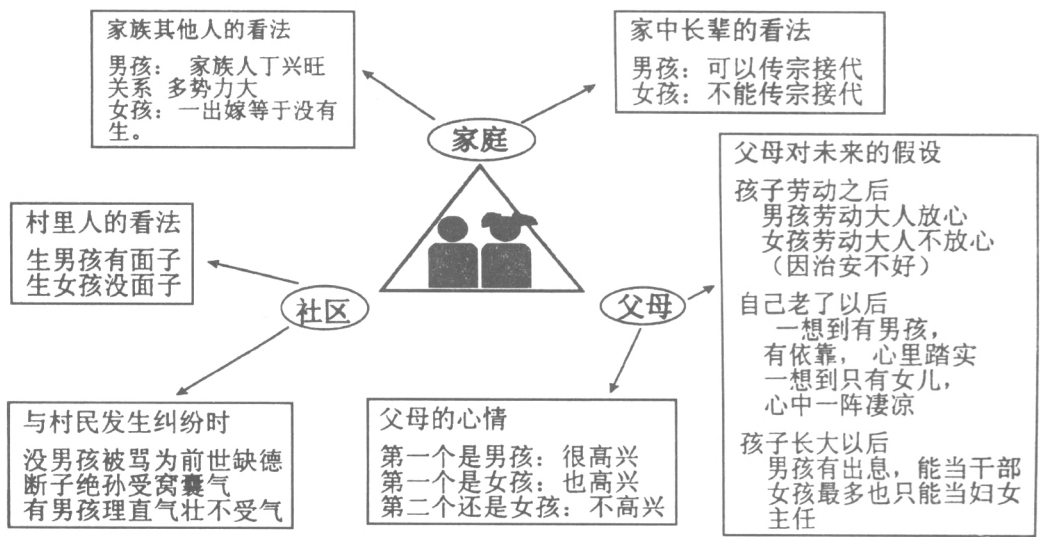 家族其他人的看法
男孩： 家族人丁兴旺
关系 多势力大
女孩：一出嫁等于没有
生。
家中长辈的看法
男孩：可以传宗接代
女孩：不能传宗接代
家庭
父母对未来的假设
孩子劳动之后
男孩劳动大人放心
女孩劳动大人不放心
（因治安不好）
自己老了以后
一想到有男孩，
有依靠， 心里踏实
一想到只有女儿，
心中一阵凄凉
孩子长大以后
男孩有出息，能当干部
女孩最多也只能当妇女
主任
村里人的看法
生男孩有面子
生女孩没面子
社区
父母
与村民发生纠纷时
没男孩被骂为前世缺德
断子绝孙受窝囊气
有男孩理直气壮不受气
父母的心情
第一个是男孩：很高兴
第一个是女孩：也高兴
第二个还是女孩：不高兴